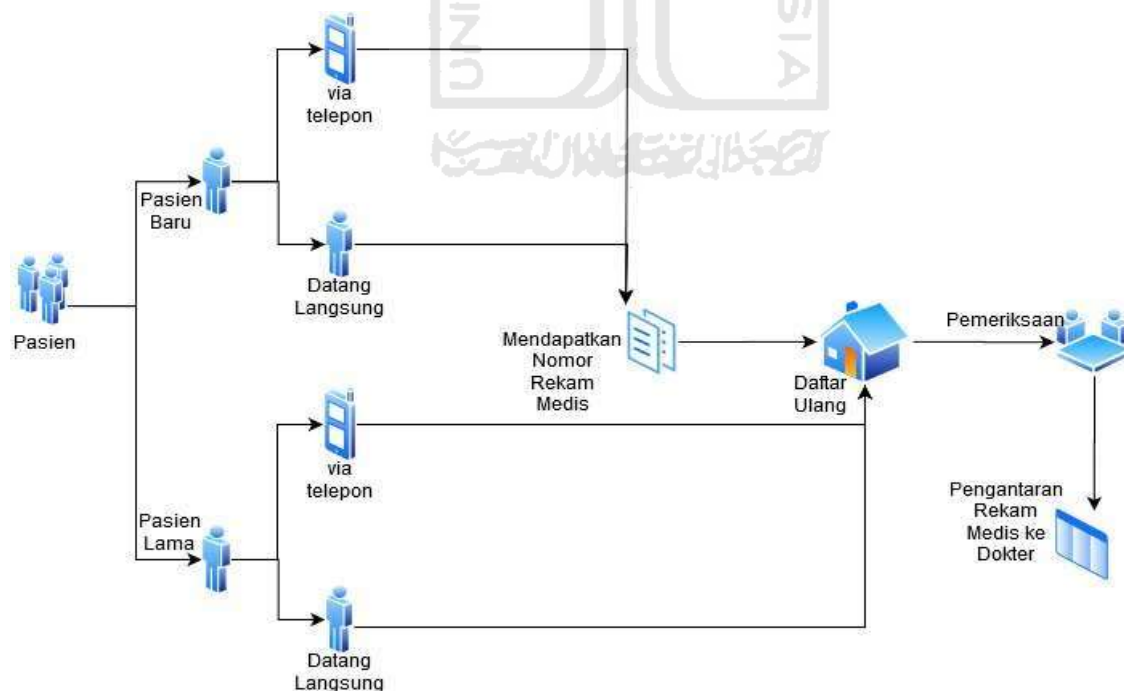 via
telepon
Pasien
Baru
Datang
Langsung
Pasien
Mendapatkan
Nomor
Rekam
Medis
Daftar
Ulang
Pemeriksaan
via
telepon
Pasien
Lama
Pengantaran
Rekam
Medis ke
Dokter
Datang
Langsung